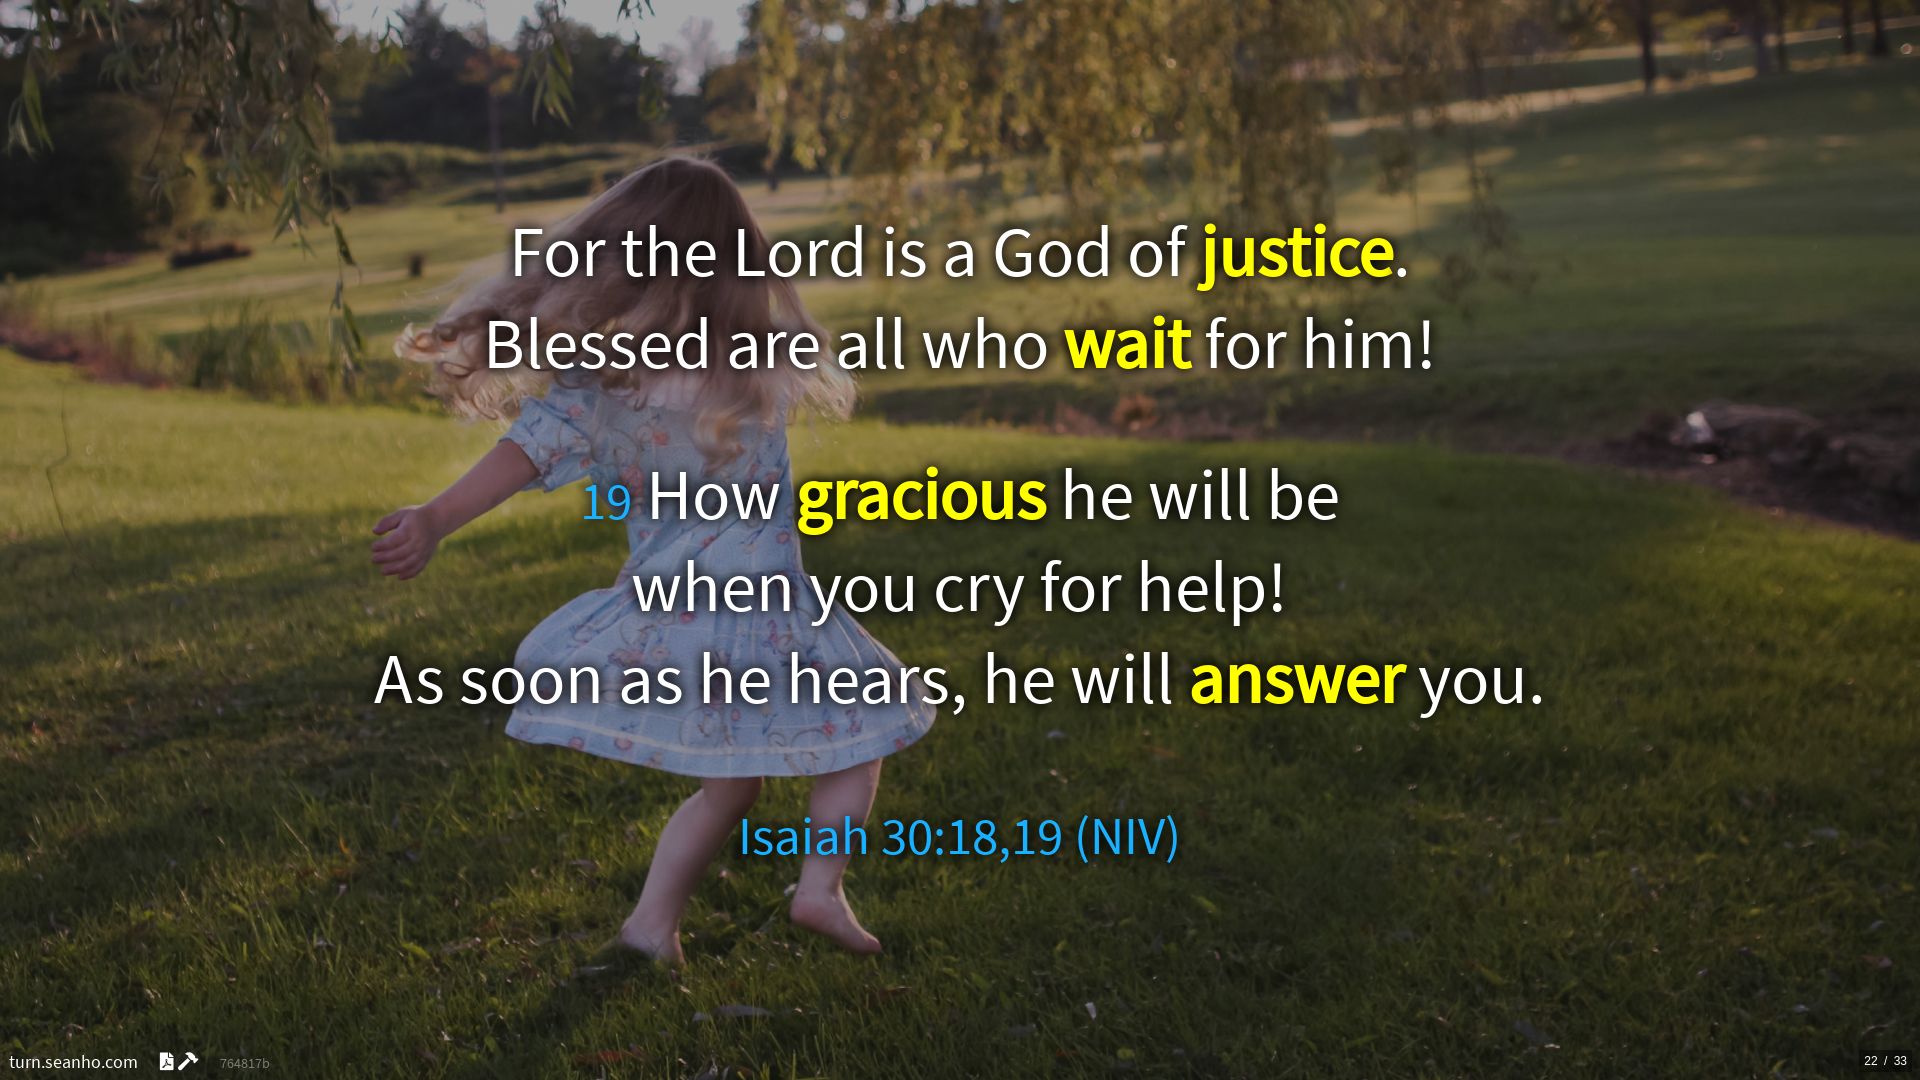 For the Lord is a God of justice.
Blessed are all who wait for him!
19 How gracious he will be
when you cry for help!
As soon as he hears, he will answer you.
Isaiah 30:18,19 (NIV)
turn.seanho.com 764817b
22 / 33